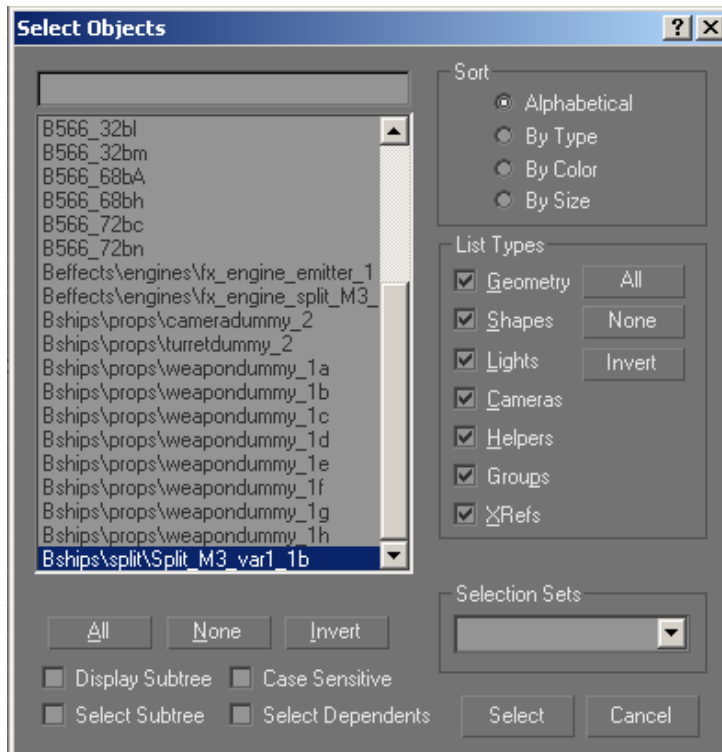 Select Objects
B566_32bl
B566_32bm
B566_68bA
B566_68bh
B566_72bc
B566_72bn
Beffects\engines\fx_engine_emitter_1
Beffects\engines\fx_engine_split_M3_
Bships\props\cameradummy_2
Bships\props\turretdummy_2
Bships\props\weapondummy_1a
Bships\props\weapondummy_1b
Bships\props\weapondummy_1c
Bships\props\weapondummy_1d
Bships\props\weapondummy_1e
Bships\props\weapondummy_1f
Bships\props\weapondummy_1g
Bships\props\weapondummy_1h
Bships\split\Split_M3_var1_1b
All None Invert
Display Subtree Case Sensitive
Select Subtree Select Dependents
Sort
Alphabetical
By Type
By Color
By Size
List Types
Geometry All
Shapes None
Lights Invert
Cameras
Helpers
Groups
XRefs
Selection Sets
Select Cancel